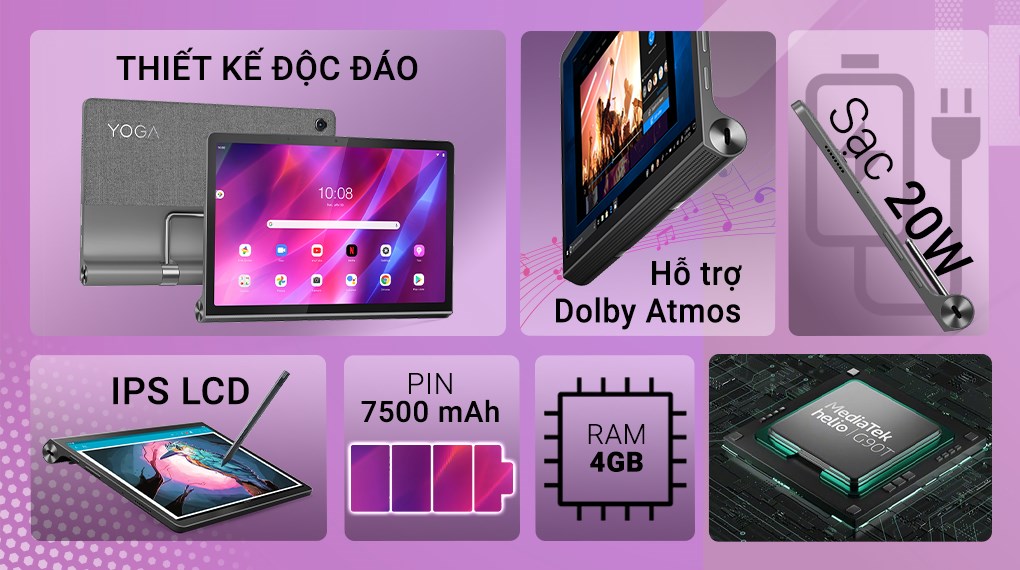 THIẾT KẾ ĐỘC ĐÁO
YOGA
10:08
Hỗ trợ
Dolby Atmos
Sạc 20W
IPS LCD
PIN
7500 mAh
RAM
4GB
MediaTek
helio G90T